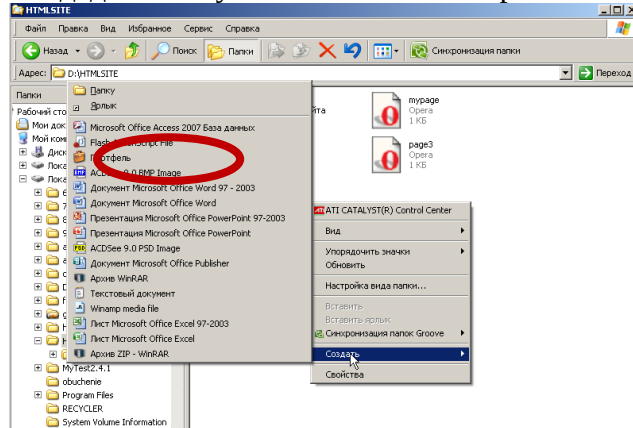 HTMLSITE
Файл Правка Вид Избранное Сервис Справка
Назад Поиск Папки Синхронизация папки
Адрес: D:\HTMLSITE Переход
Папки
Рабочий сто
Мои док
Мой ком
Диск
Лока
Лока
Папку
Ярлык
Microsoft Office Access 2007 База данных
Flash JavaScript File
Портфель
ACDSee 9.0 BMP Image
Документ Microsoft Office Word 97 - 2003
Документ Microsoft Office Word
Презентация Microsoft Office PowerPoint 97-2003
Презентация Microsoft Office PowerPoint
ACDSee 9.0 PSD Image
Документ Microsoft Office Publisher
Архив WinRAR
Текстовый документ
Winamp media file
Лист Microsoft Office Excel 97-2003
Лист Microsoft Office Excel
Архив ZIP - WinRAR
MyTest2.4.1
obuchenie
Program Files
RECYCLER
System Volume Information
йта
mypage
Opera
1 КБ
page3
Opera
1 КБ
ATI CATALYST(R) Control Center
Вид
Упорядочить значки
Обновить
Настройка вида папки...
Вставить
Вставить ярлык
Синхронизация папок Groove
Создать
Свойства